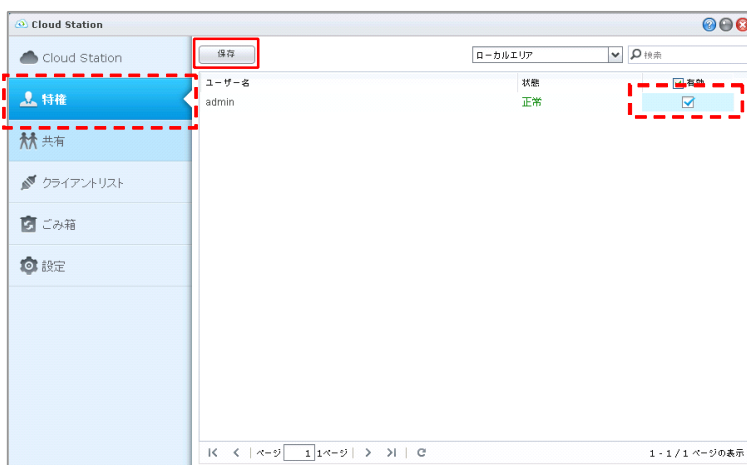 Cloud Station
Cloud Station
特権
共有
クライアントリスト
ごみ箱
設定
保存
ローカルエリア
検索
ユーザー名
状態
有効
admin
正常
ページ 1 1ページ
1 - 1 / 1 ページの表示